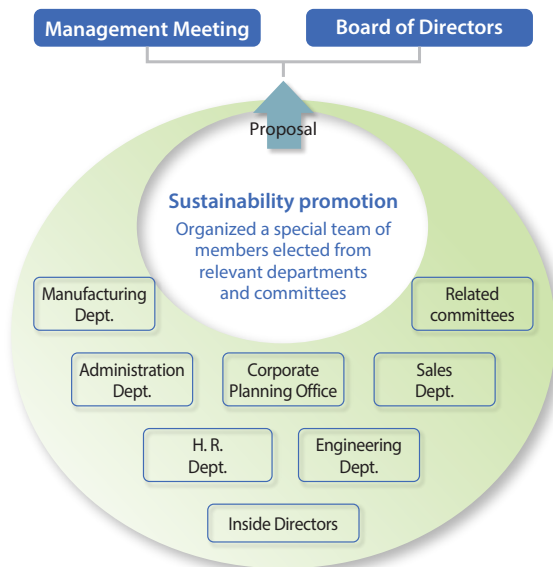 Management Meeting
Board of Directors
Proposal
Sustainability promotion
Organized a special team of
members elected from
relevant departments
and committees
Manufacturing
Dept.
Related
committees
Administration
Dept.
Corporate
Planning Office
Sales
Dept.
H. R.
Dept.
Engineering
Dept.
Inside Directors